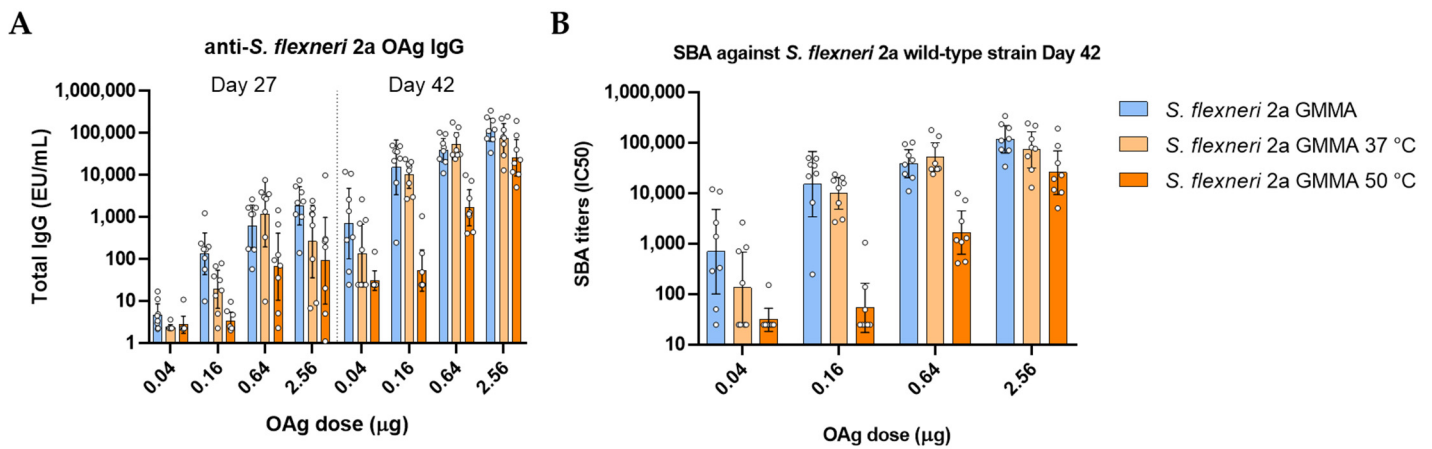 A
anti-S. flexneri 2a OAg IgG
Day 27
Day 42
Total IgG (EU/mL)
1,000,000
100,000
10,000
1,000
100
10
1
0.04
0.16
0.64
2.56
0.04
0.16
0.64
2.56
OAg dose (μg)
B
SBA against S. flexneri 2a wild-type strain Day 42
SBA titers (IC50)
1,000,000
100,000
10,000
1,000
100
10
0.04
0.16
0.64
2.56
OAg dose (μg)
S. flexneri 2a GMMA
S. flexneri 2a GMMA 37 °C
S. flexneri 2a GMMA 50 °C